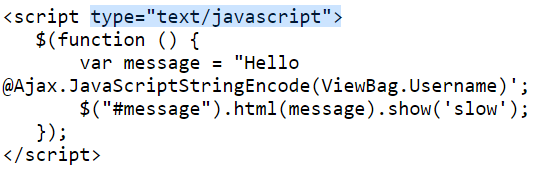 <script type="text/javascript">
$(function () {
var message = "Hello
@Ajax.JavaScriptStringEncode(ViewBag.Username)';
$("#message").html(message).show('slow');
});
</script>